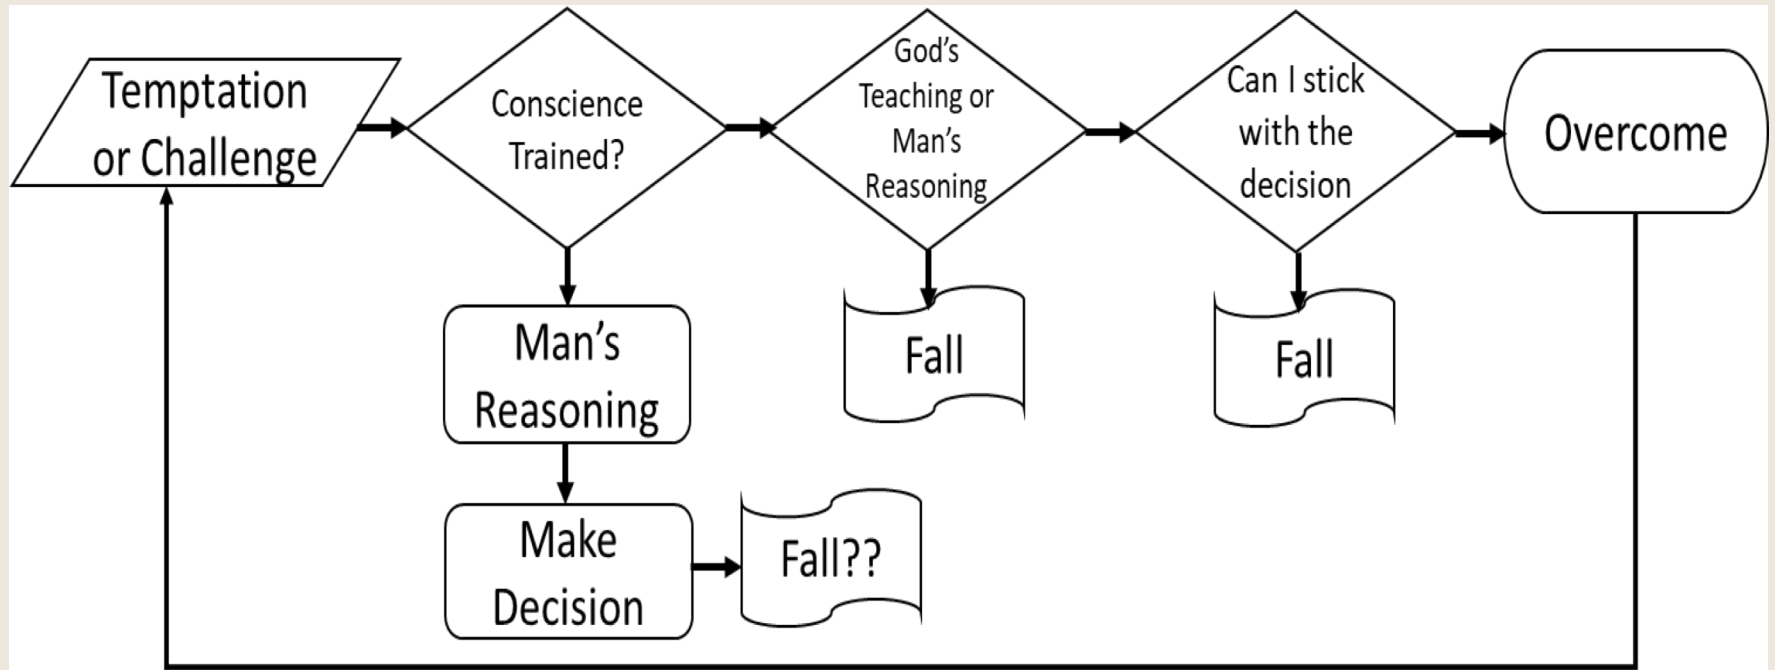 Temptation
or Challenge
Conscience
Trained?
God's
Teaching or
Man's
Reasoning
Can I stick
with the
decision
Overcome
Man's
Reasoning
Fall
Fall
Make
Decision
Fall??